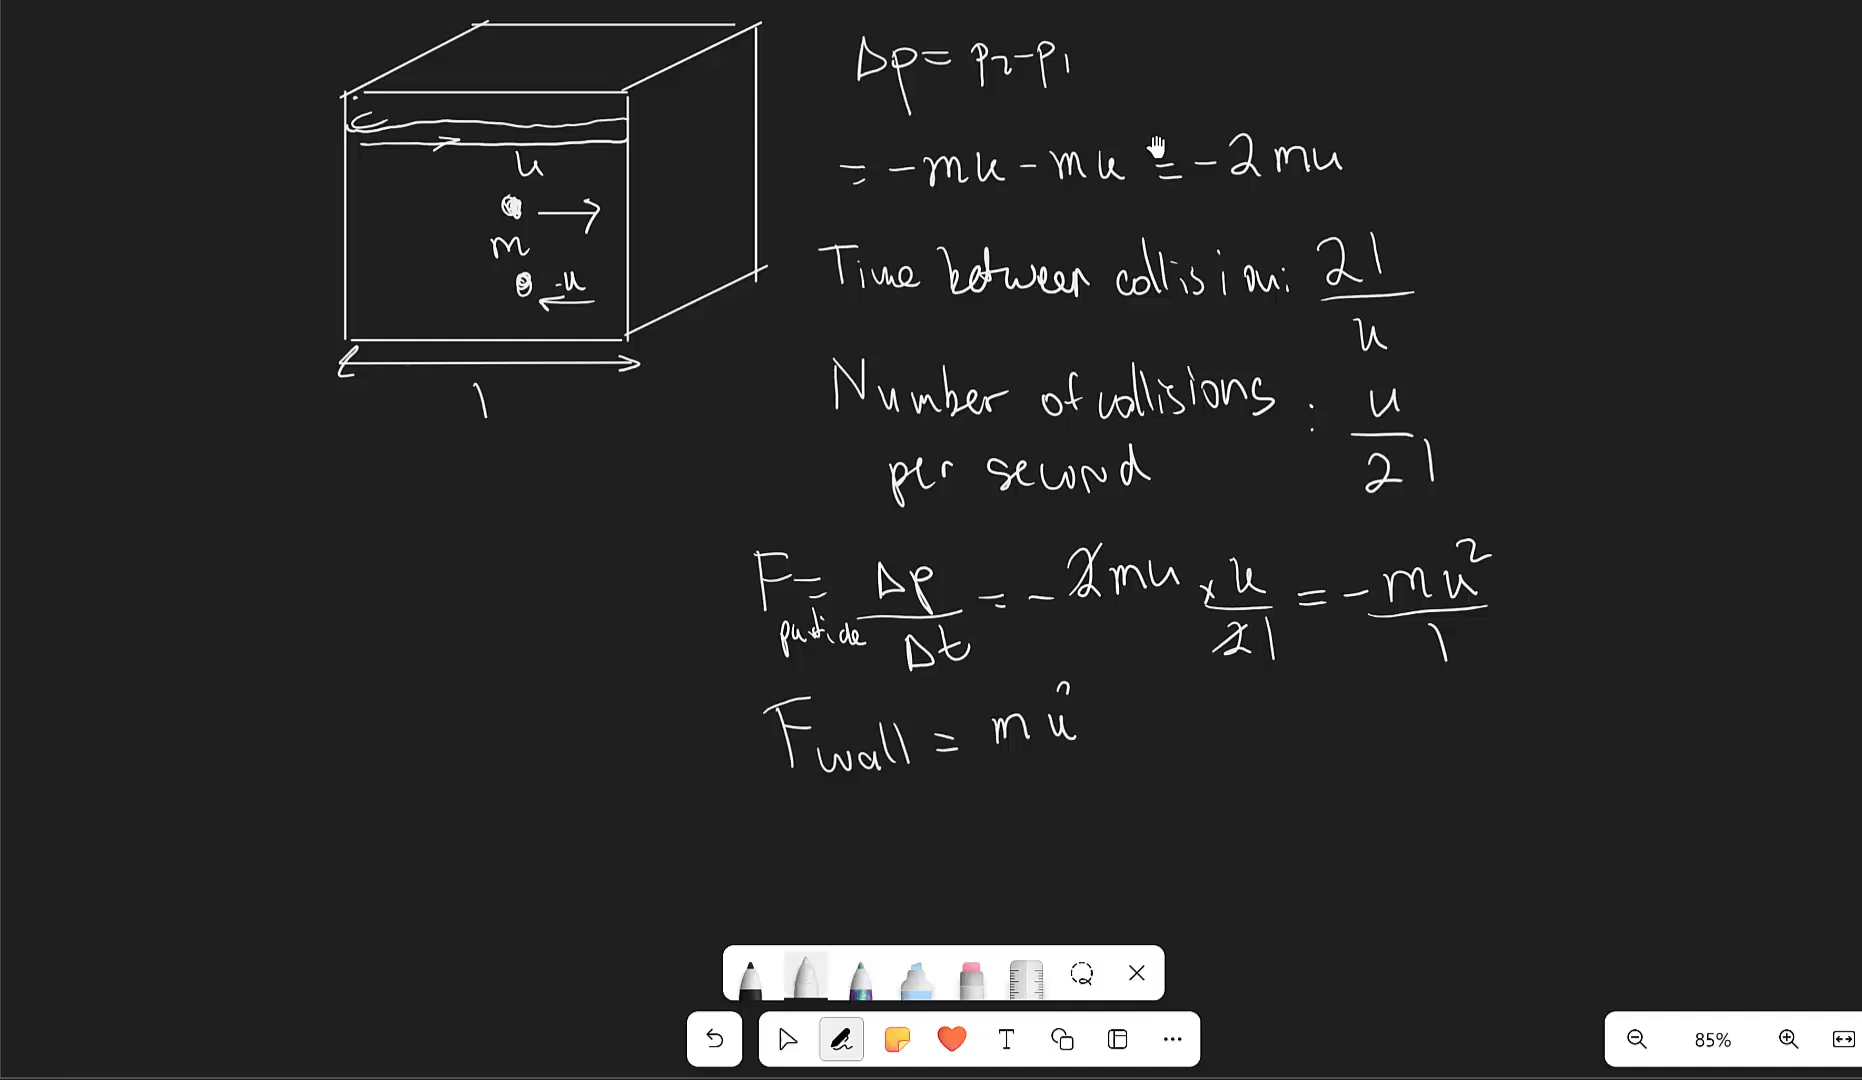 Δp = p2 - p1
= -mu - mu = -2mu
u
m
-u
l
Time between collision: 2l/u
Number of collisions : u/2l
per second
F particle = Δp/Δt = -2mu × u/2l = -mu²/l
Fwall = mu²
T
85%